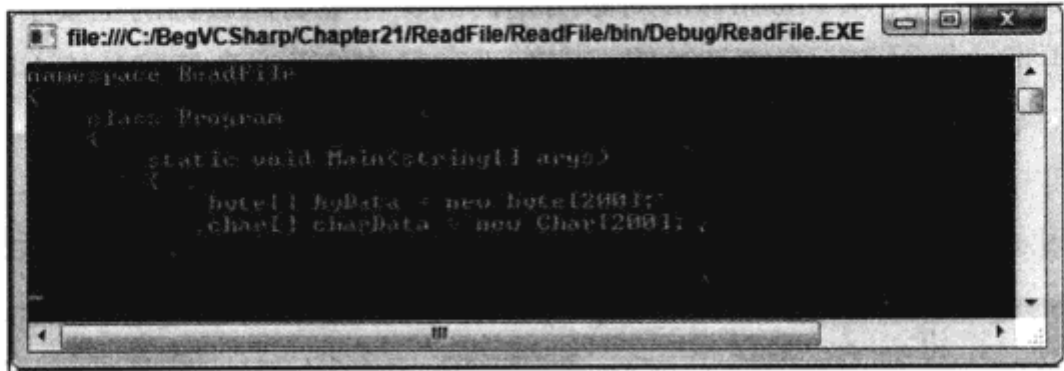 file:///C:/BegVCSharp/Chapter21/ReadFile/ReadFile/bin/Debug/ReadFile.EXE
namespace ReadFile
{
class Program
{
static void Main(string[] args)
{
byte[] byData = new byte[200];
char[] charData = new Char[200];